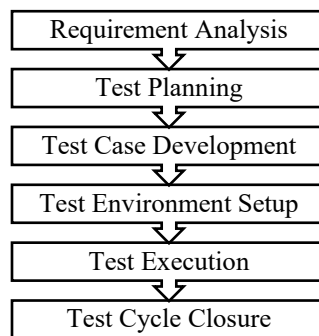 Requirement Analysis
Test Planning
Test Case Development
Test Environment Setup
Test Execution
Test Cycle Closure